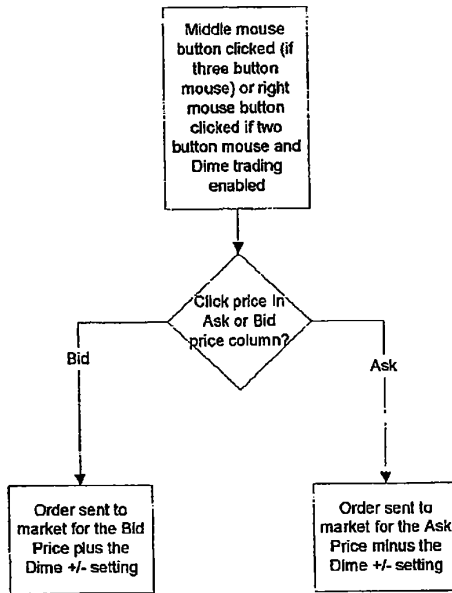 Middle mouse
button clicked (if
three button
mouse) or right
mouse button
clicked if two
button mouse and
Dime trading
enabled
Click price in
Ask or Bid
price column?
Bid
Ask
Order sent to
market for the Bid
Price plus the
Dime +/- setting
Order sent to
market for the Ask
Price minus the
Dime +/- setting